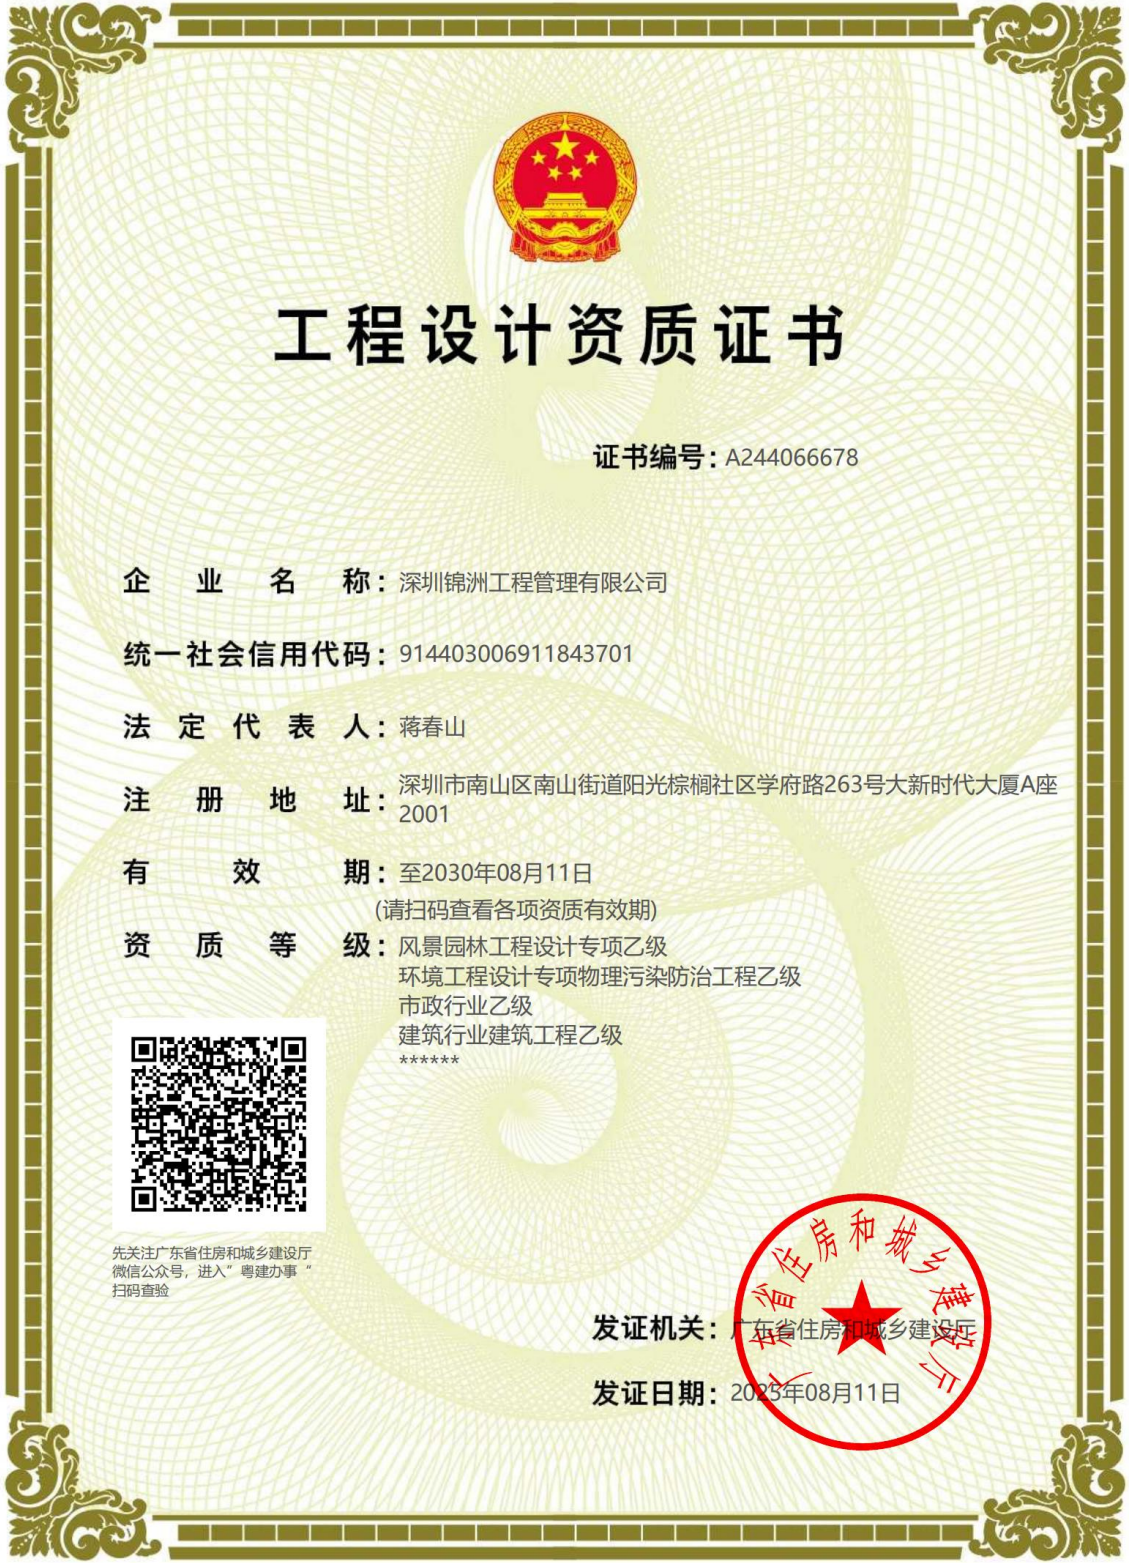 工程设计资质证书
证书编号：A244066678
企业名称：深圳锦洲工程管理有限公司
统一社会信用代码：914403006911843701
法定代表人：蒋春山
注册地址：深圳市南山区南山街道阳光棕榈社区学府路263号大新时代大厦A座
2001
有效期：至2030年08月11日
(请扫码查看各项资质有效期)
资质等级：风景园林工程设计专项乙级
环境工程设计专项物理污染防治工程乙级
市政行业乙级
建筑行业建筑工程乙级
******
先关注广东省住房和城乡建设厅
微信公众号，进入”粤建办事“
扫码查验
广东省住房和城乡建设厅
发证机关：广东省住房和城乡建设厅
发证日期：2025年08月11日